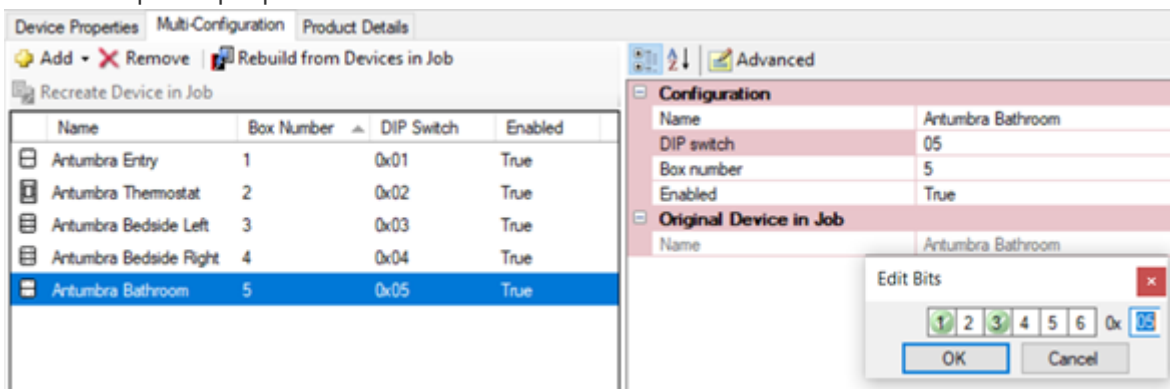 Device Properties Multi-Configuration Product Details
Add Remove Rebuild from Devices in Job
Recreate Device in Job
Name Box Number DIP Switch Enabled
Antumbra Entry 1 0x01 True
Antumbra Thermostat 2 0x02 True
Antumbra Bedside Left 3 0x03 True
Antumbra Bedside Right 4 0x04 True
Antumbra Bathroom 5 0x05 True
Advanced
Configuration
Name Antumbra Bathroom
DIP switch 05
Box number 5
Enabled True
Original Device in Job
Name Antumbra Bathroom
Edit Bits
1 2 3 4 5 6 0x 05
OK Cancel